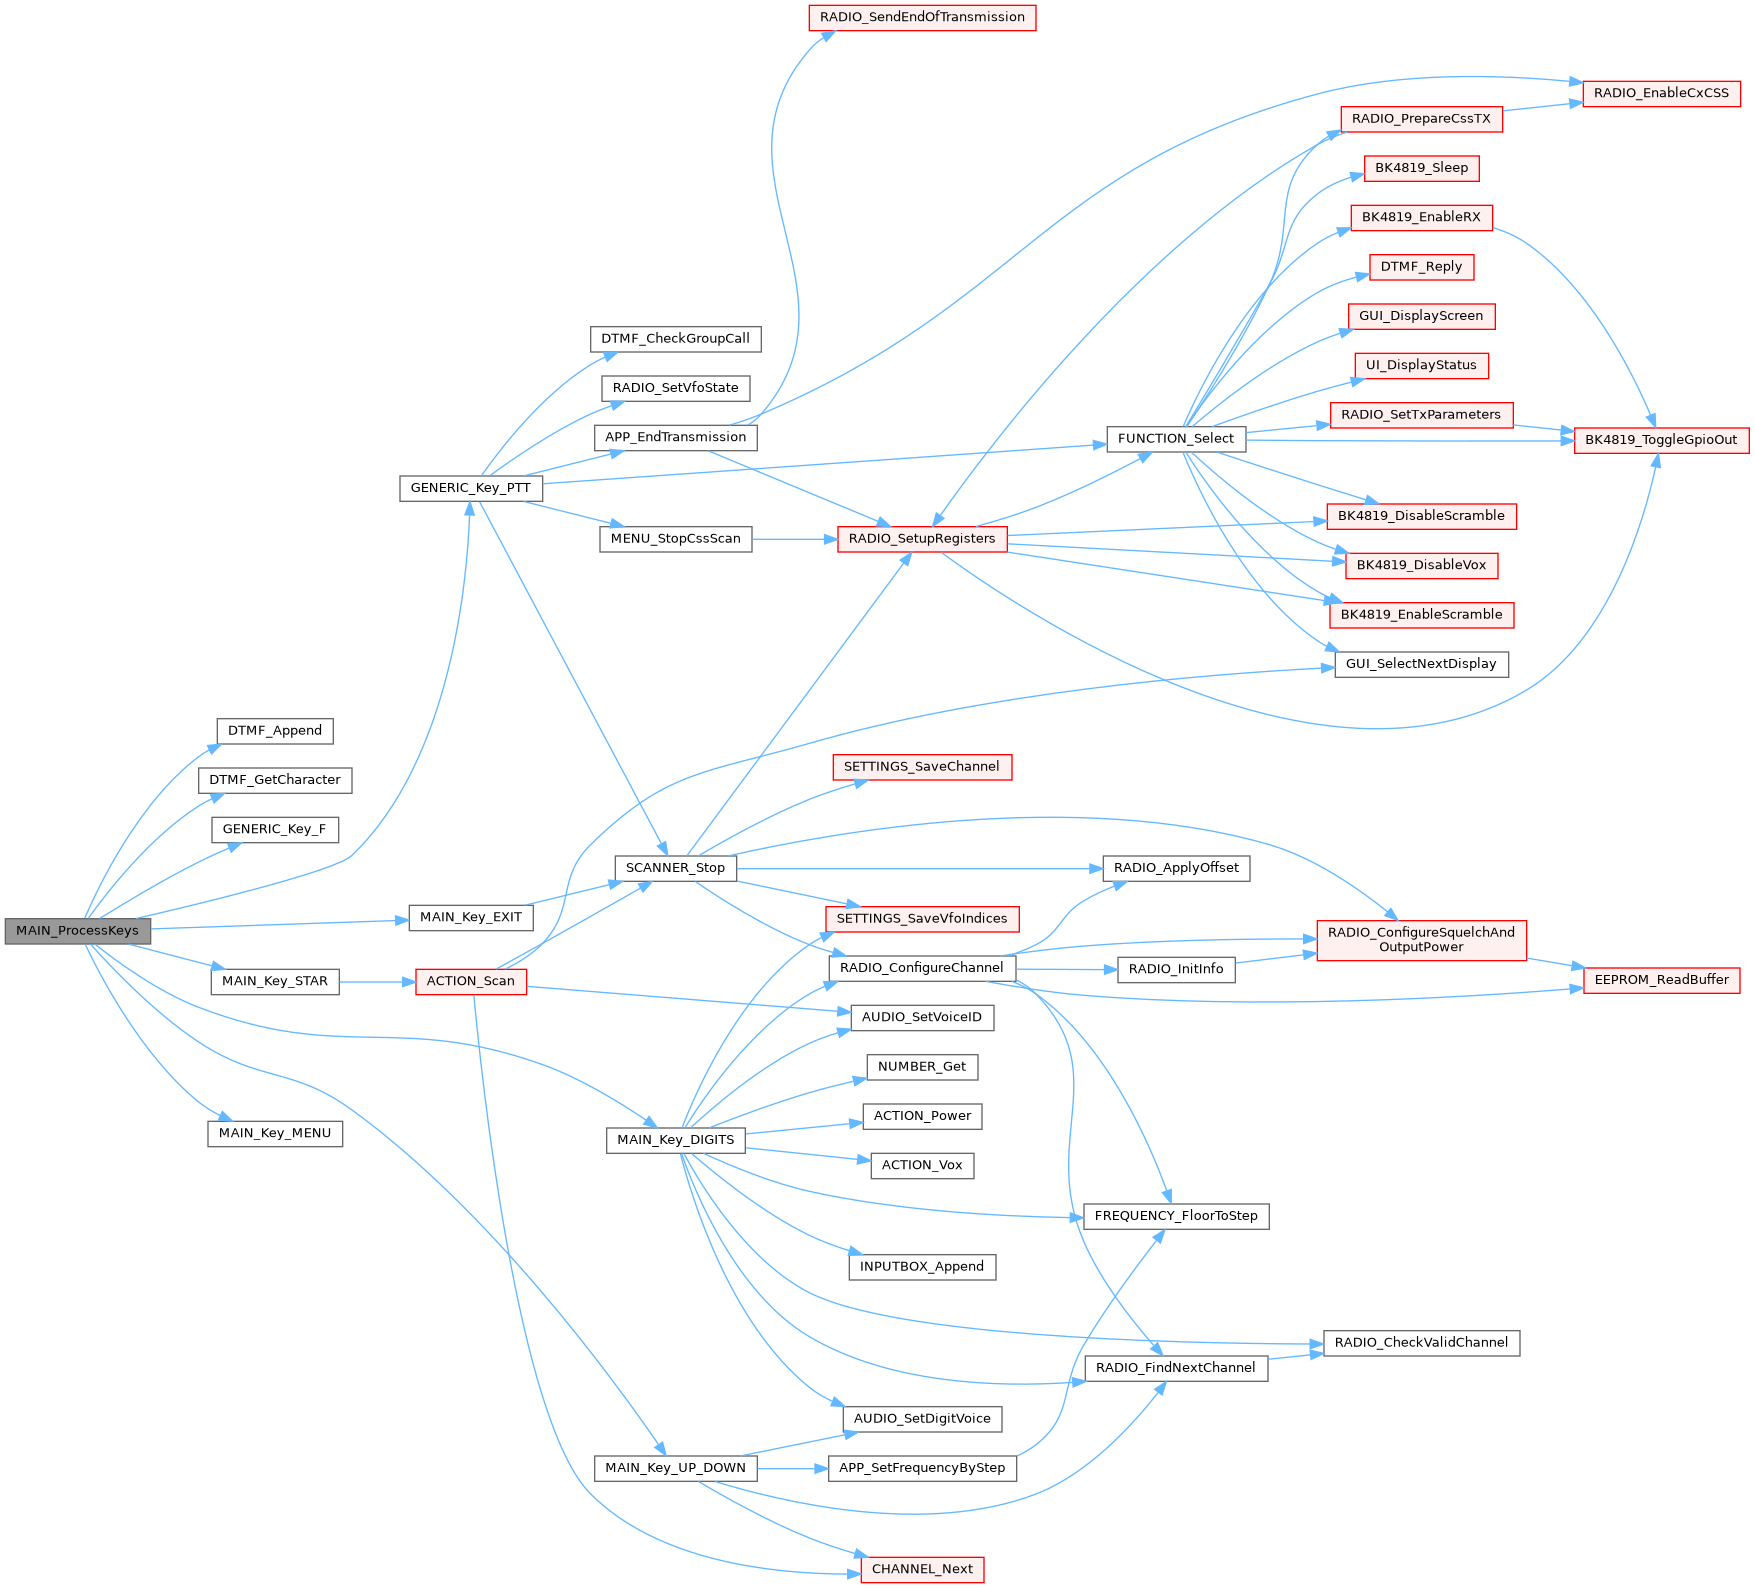 RADIO_SendEndOfTransmission
RADIO_EnableCxCSS
RADIO_PrepareCssTX
BK4819_Sleep
BK4819_EnableRX
DTMF_Reply
GUI_DisplayScreen
DTMF_CheckGroupCall
UI_DisplayStatus
RADIO_SetVfoState
RADIO_SetTxParameters
APP_EndTransmission
FUNCTION_Select
BK4819_ToggleGpioOut
GENERIC_Key_PTT
BK4819_DisableScramble
MENU_StopCssScan
RADIO_SetupRegisters
BK4819_DisableVox
BK4819_EnableScramble
GUI_SelectNextDisplay
DTMF_Append
SETTINGS_SaveChannel
DTMF_GetCharacter
GENERIC_Key_F
SCANNER_Stop
RADIO_ApplyOffset
MAIN_Key_EXIT
SETTINGS_SaveVfoIndices
MAIN_ProcessKeys
RADIO_ConfigureSquelchAnd
OutputPower
RADIO_ConfigureChannel
RADIO_InitInfo
MAIN_Key_STAR
ACTION_Scan
EEPROM_ReadBuffer
AUDIO_SetVoiceID
NUMBER_Get
ACTION_Power
MAIN_Key_MENU
MAIN_Key_DIGITS
ACTION_Vox
FREQUENCY_FloorToStep
INPUTBOX_Append
RADIO_CheckValidChannel
RADIO_FindNextChannel
AUDIO_SetDigitVoice
MAIN_Key_UP_DOWN
APP_SetFrequencyByStep
CHANNEL_Next